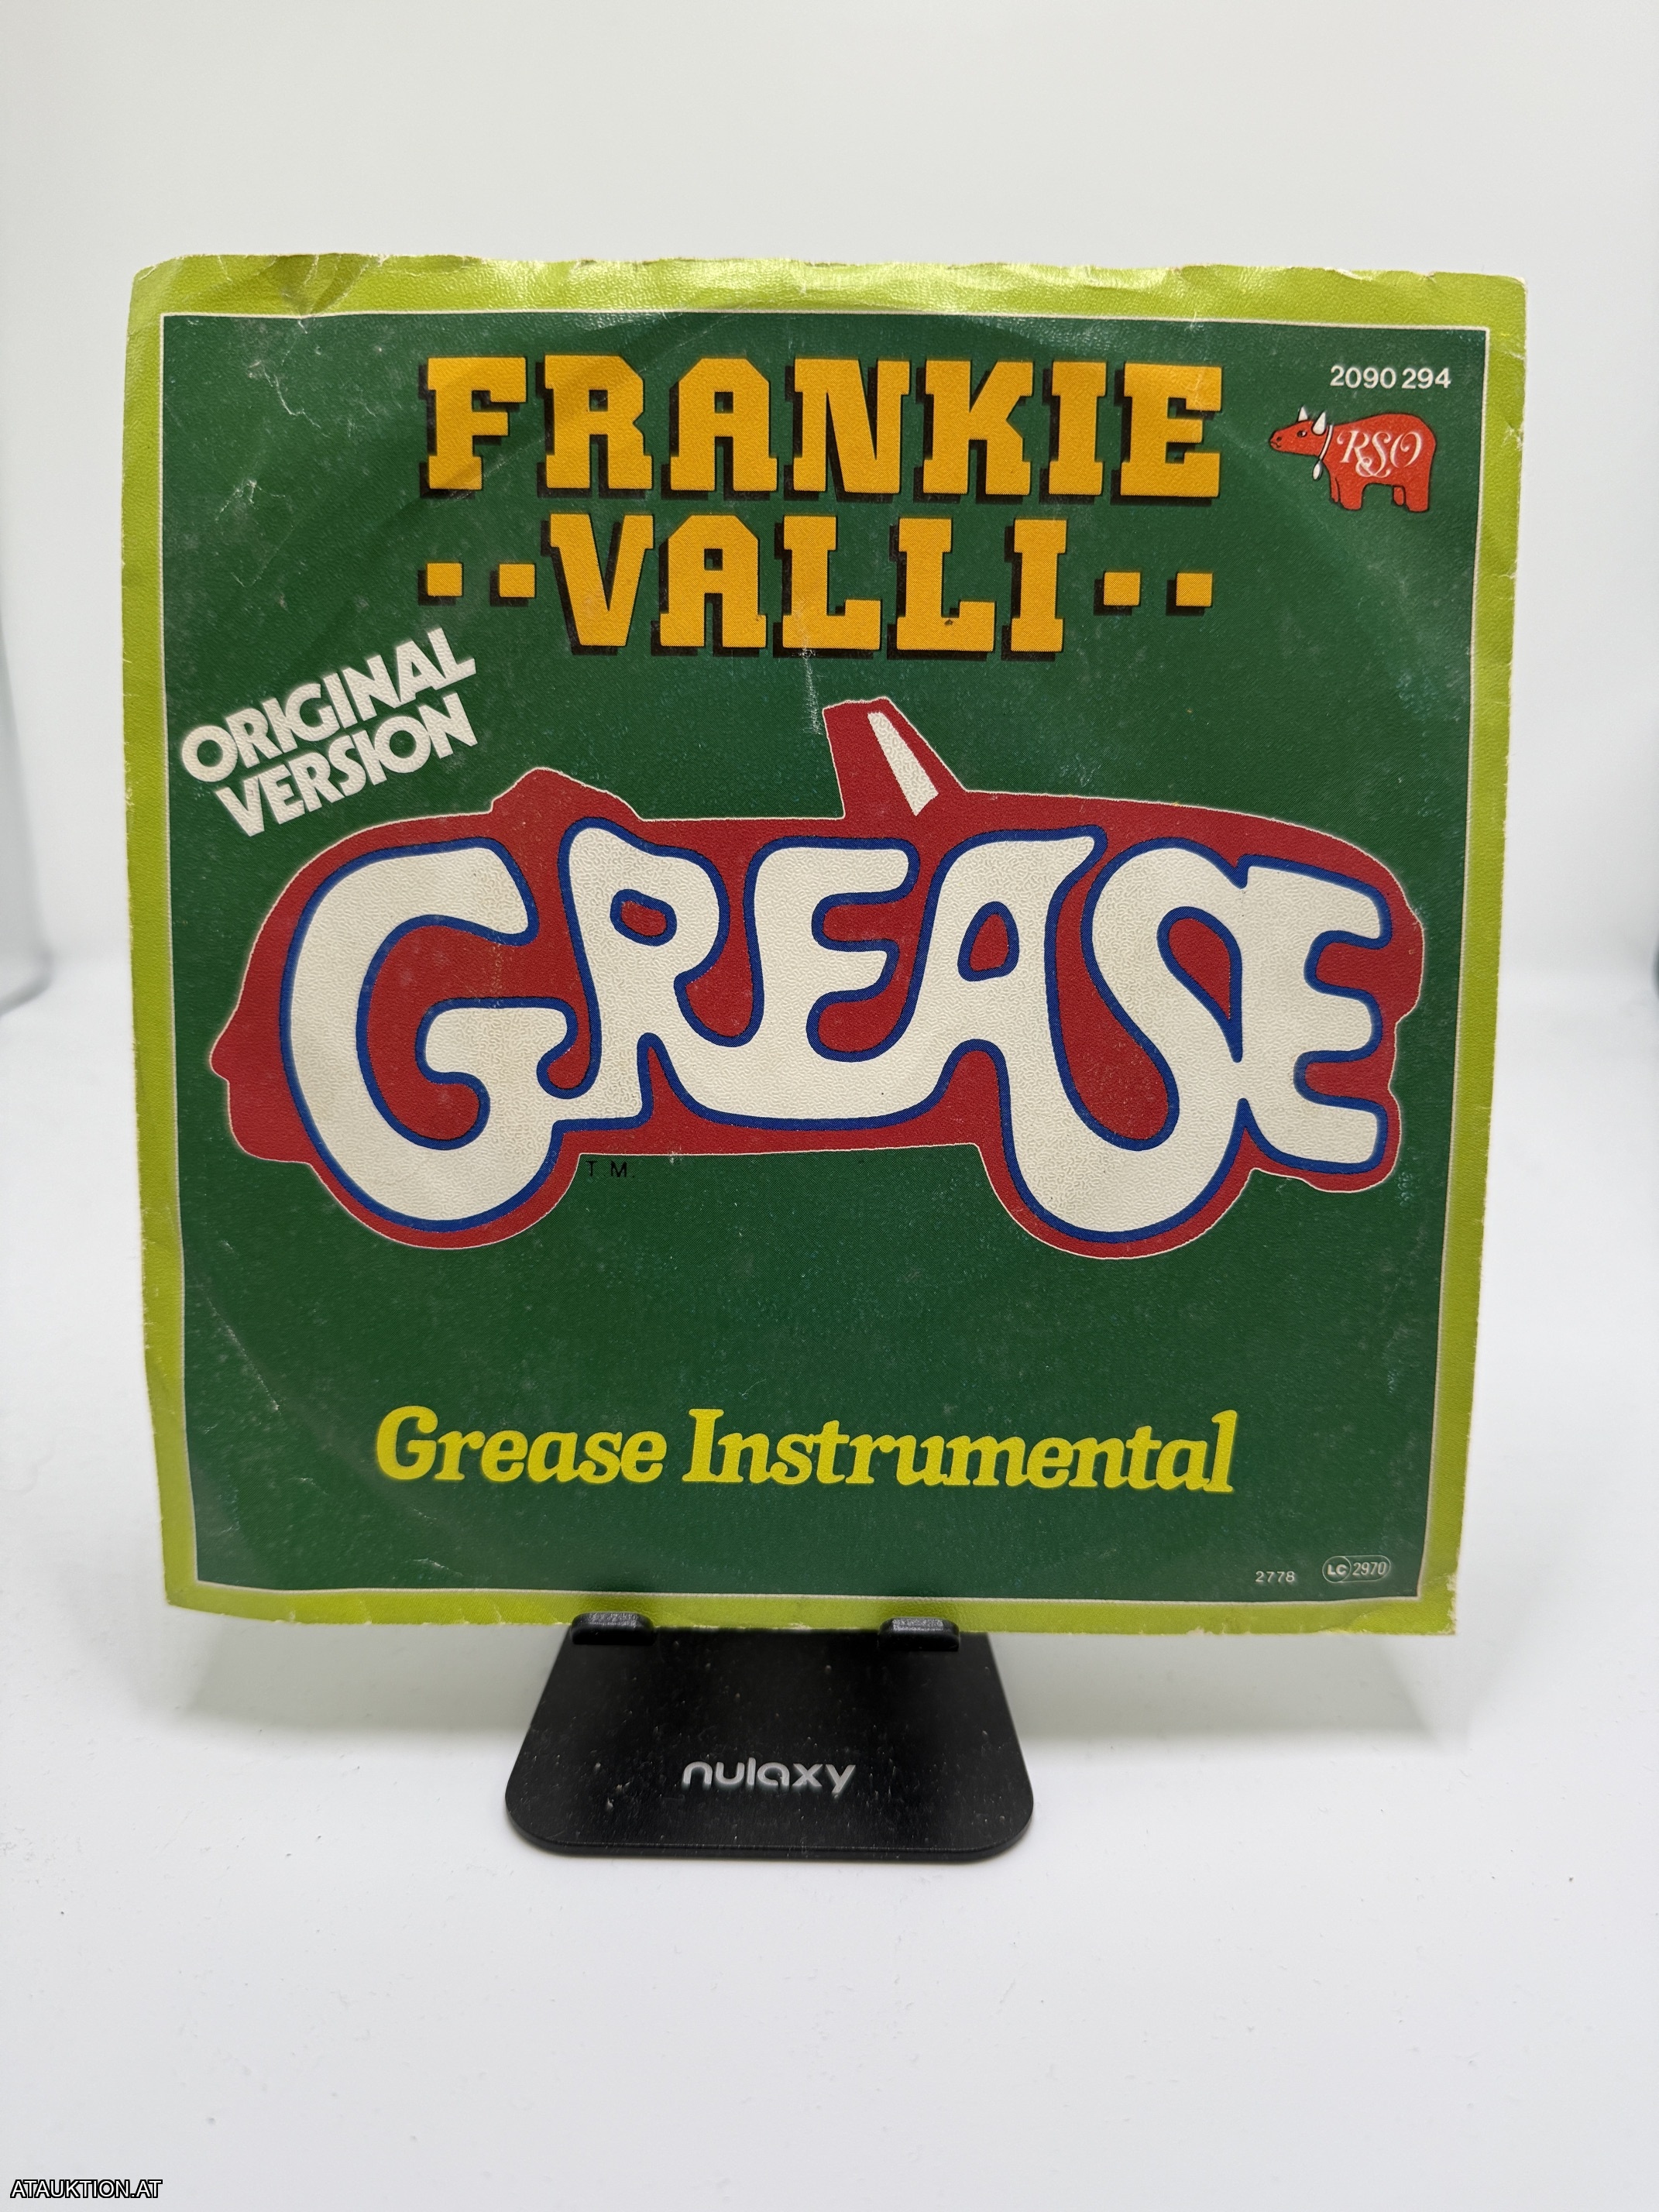 FRANKIE
VALLI
2090 294
RSO
ORIGINAL
VERSION
GREASE
T M.
Grease Instrumental
2778
LC 2970
nulaxy
ATAUKTION.AT